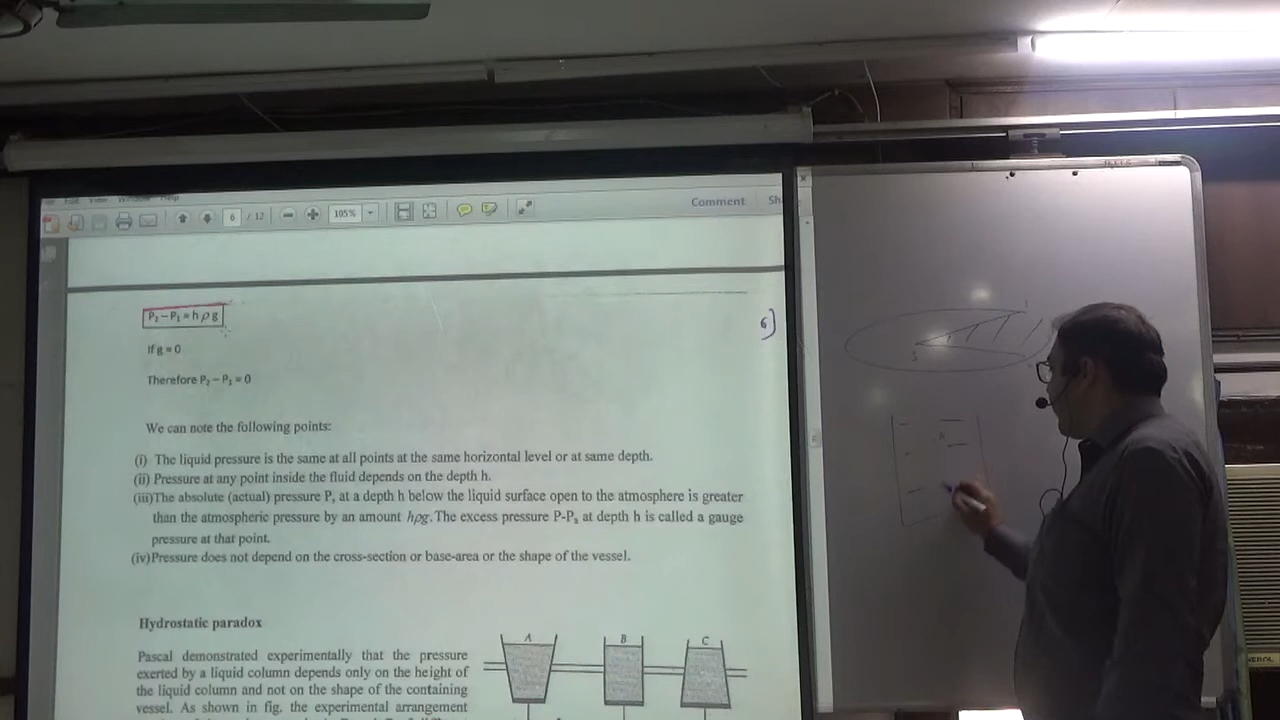 Edit View Window Help
6 / 12
105%
Comment
P₂ – P₁ = h ρ g
6)
If g = 0
Therefore P₂ – P₁ = 0
We can note the following points:
(i) The liquid pressure is the same at all points at the same horizontal level or at same depth.
(ii) Pressure at any point inside the fluid depends on the depth h.
(iii)The absolute (actual) pressure P, at a depth h below the liquid surface open to the atmosphere is greater
than the atmospheric pressure by an amount hρg. The excess pressure P-Pₐ at depth h is called a gauge
pressure at that point.
(iv)Pressure does not depend on the cross-section or base-area or the shape of the vessel.
Hydrostatic paradox
A B C
Pascal demonstrated experimentally that the pressure
exerted by a liquid column depends only on the height of
the liquid column and not on the shape of the containing
vessel. As shown in fig. the experimental arrangement